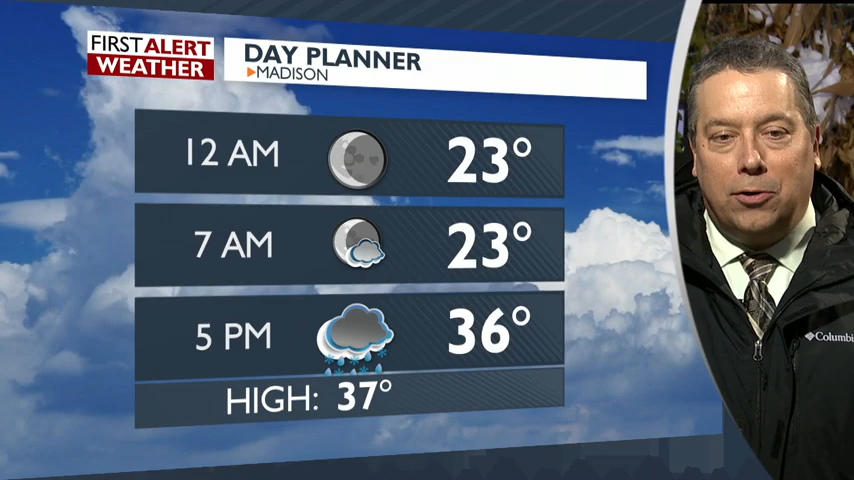 FIRST ALERT
WEATHER
DAY PLANNER
MADISON
12 AM 23°
7 AM 23°
5 PM 36°
HIGH: 37°
Columbia